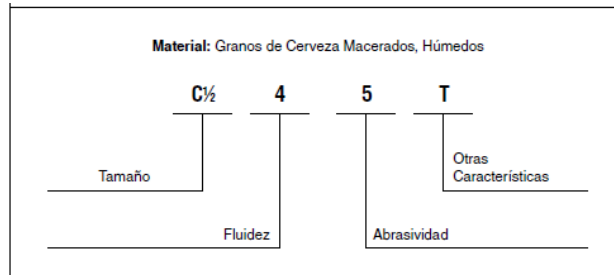 Material: Granos de Cerveza Macerados, Húmedos
C½ 4 5 T
Tamaño
Otras
Características
Fluidez
Abrasividad